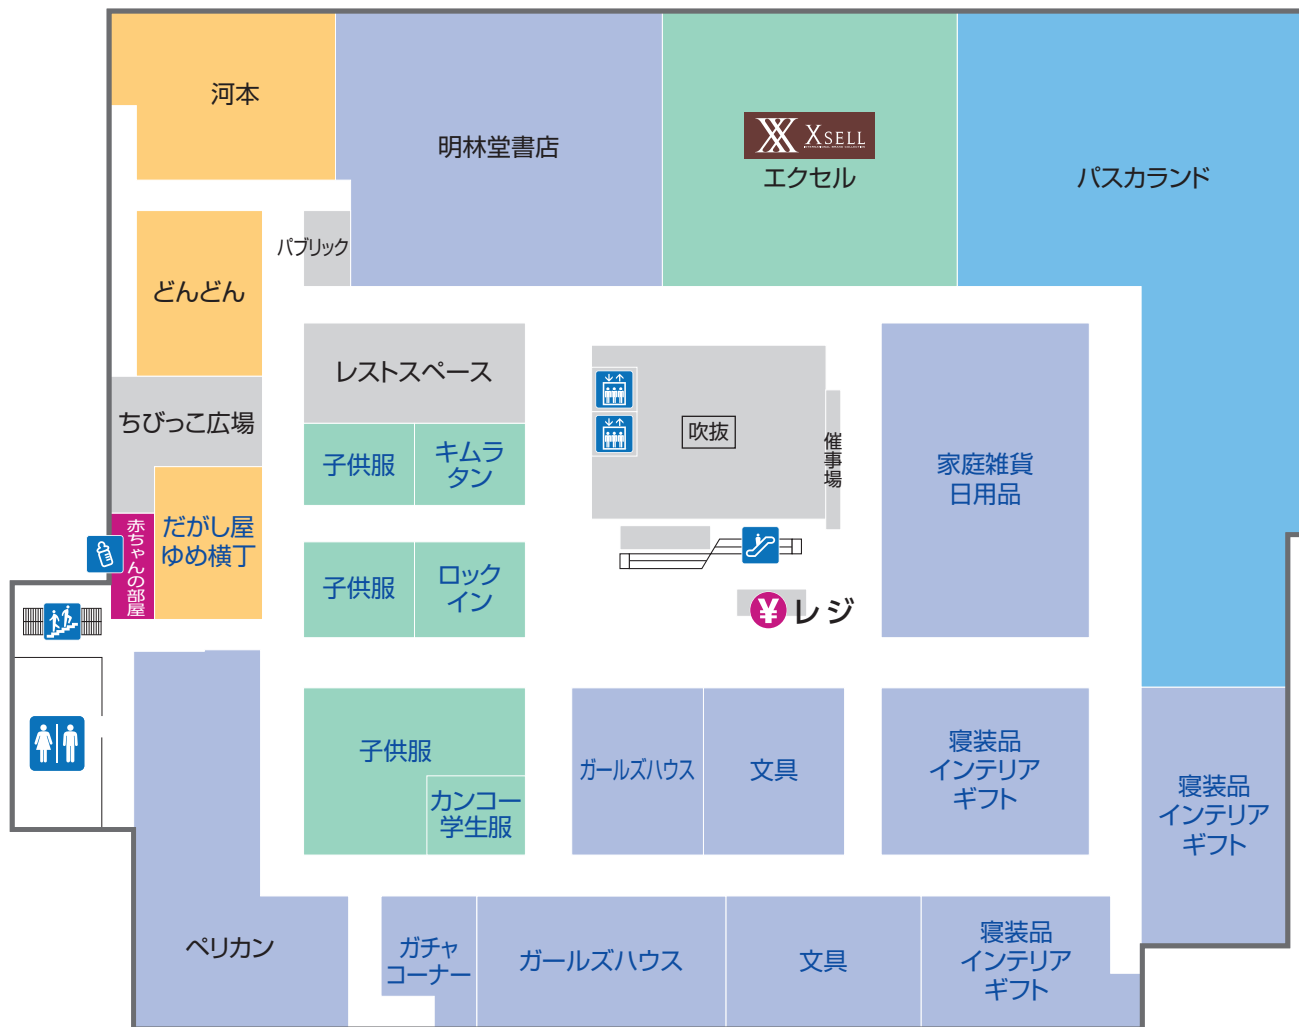 河本
明林堂書店
XSELL
エクセル
パスカランド
パブリック
どんどん
レストスペース
ちびっこ広場
吹抜
催事場
子供服
キムラ
タン
家庭雑貨
日用品
赤ちゃんの部屋
だがし屋
ゆめ横丁
子供服
ロック
イン
¥レジ
子供服
カンコー
学生服
ガールズハウス
文具
寝装品
インテリア
ギフト
寝装品
インテリア
ギフト
ペリカン
ガチャ
コーナー
ガールズハウス
文具
寝装品
インテリア
ギフト